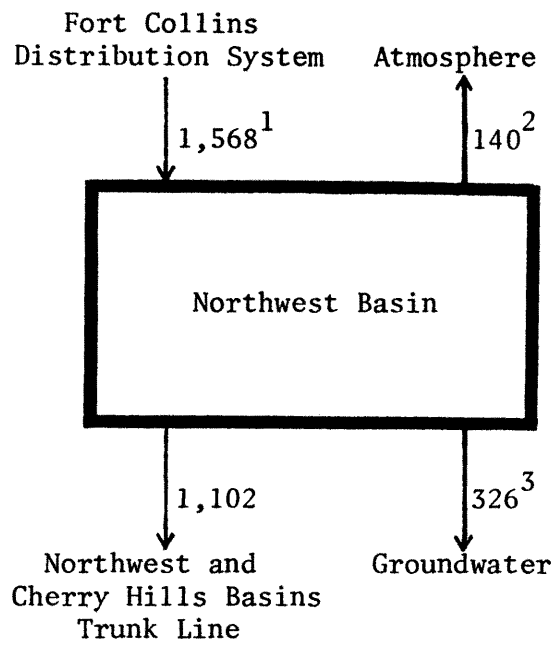 Fort Collins
Distribution System
Atmosphere
1,568¹
140²
Northwest Basin
1,102
326³
Northwest and
Cherry Hills Basins
Trunk Line
Groundwater